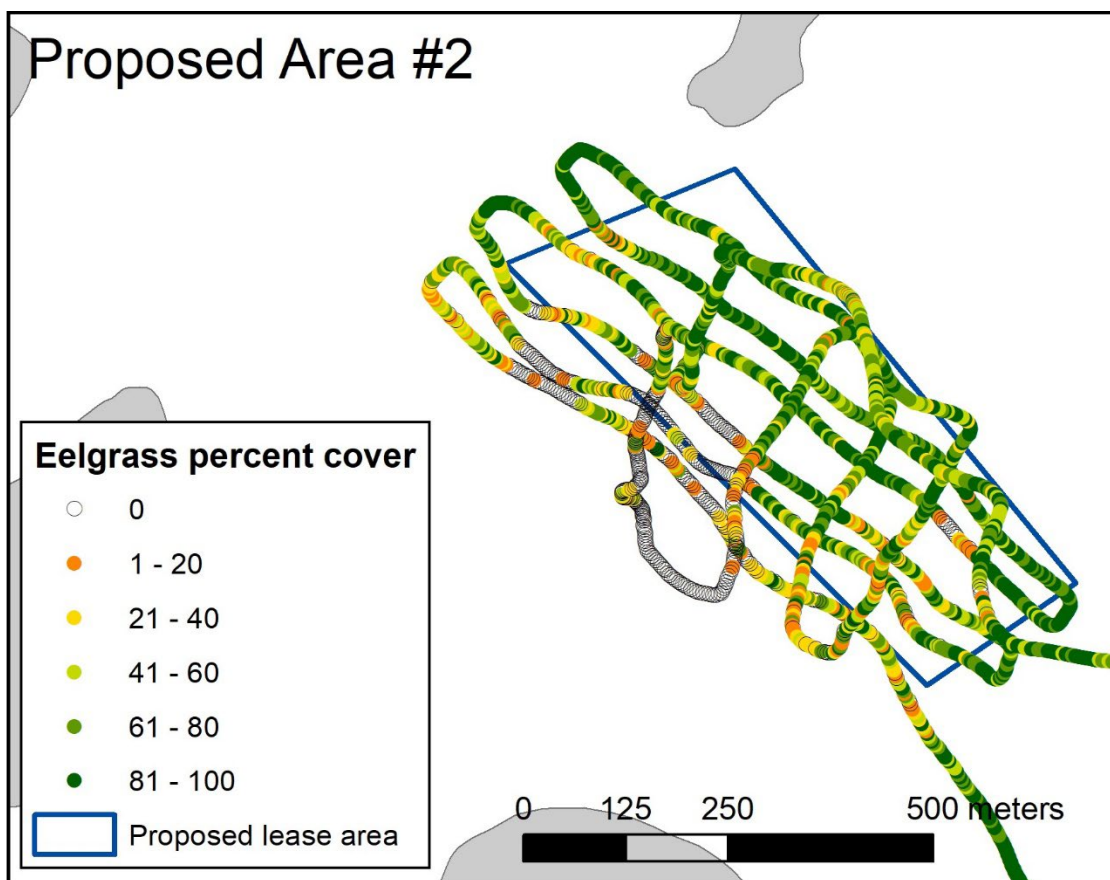 Proposed Area #2
Eelgrass percent cover
0
1 - 20
21 - 40
41 - 60
61 - 80
81 - 100
Proposed lease area
0 125 250 500 meters